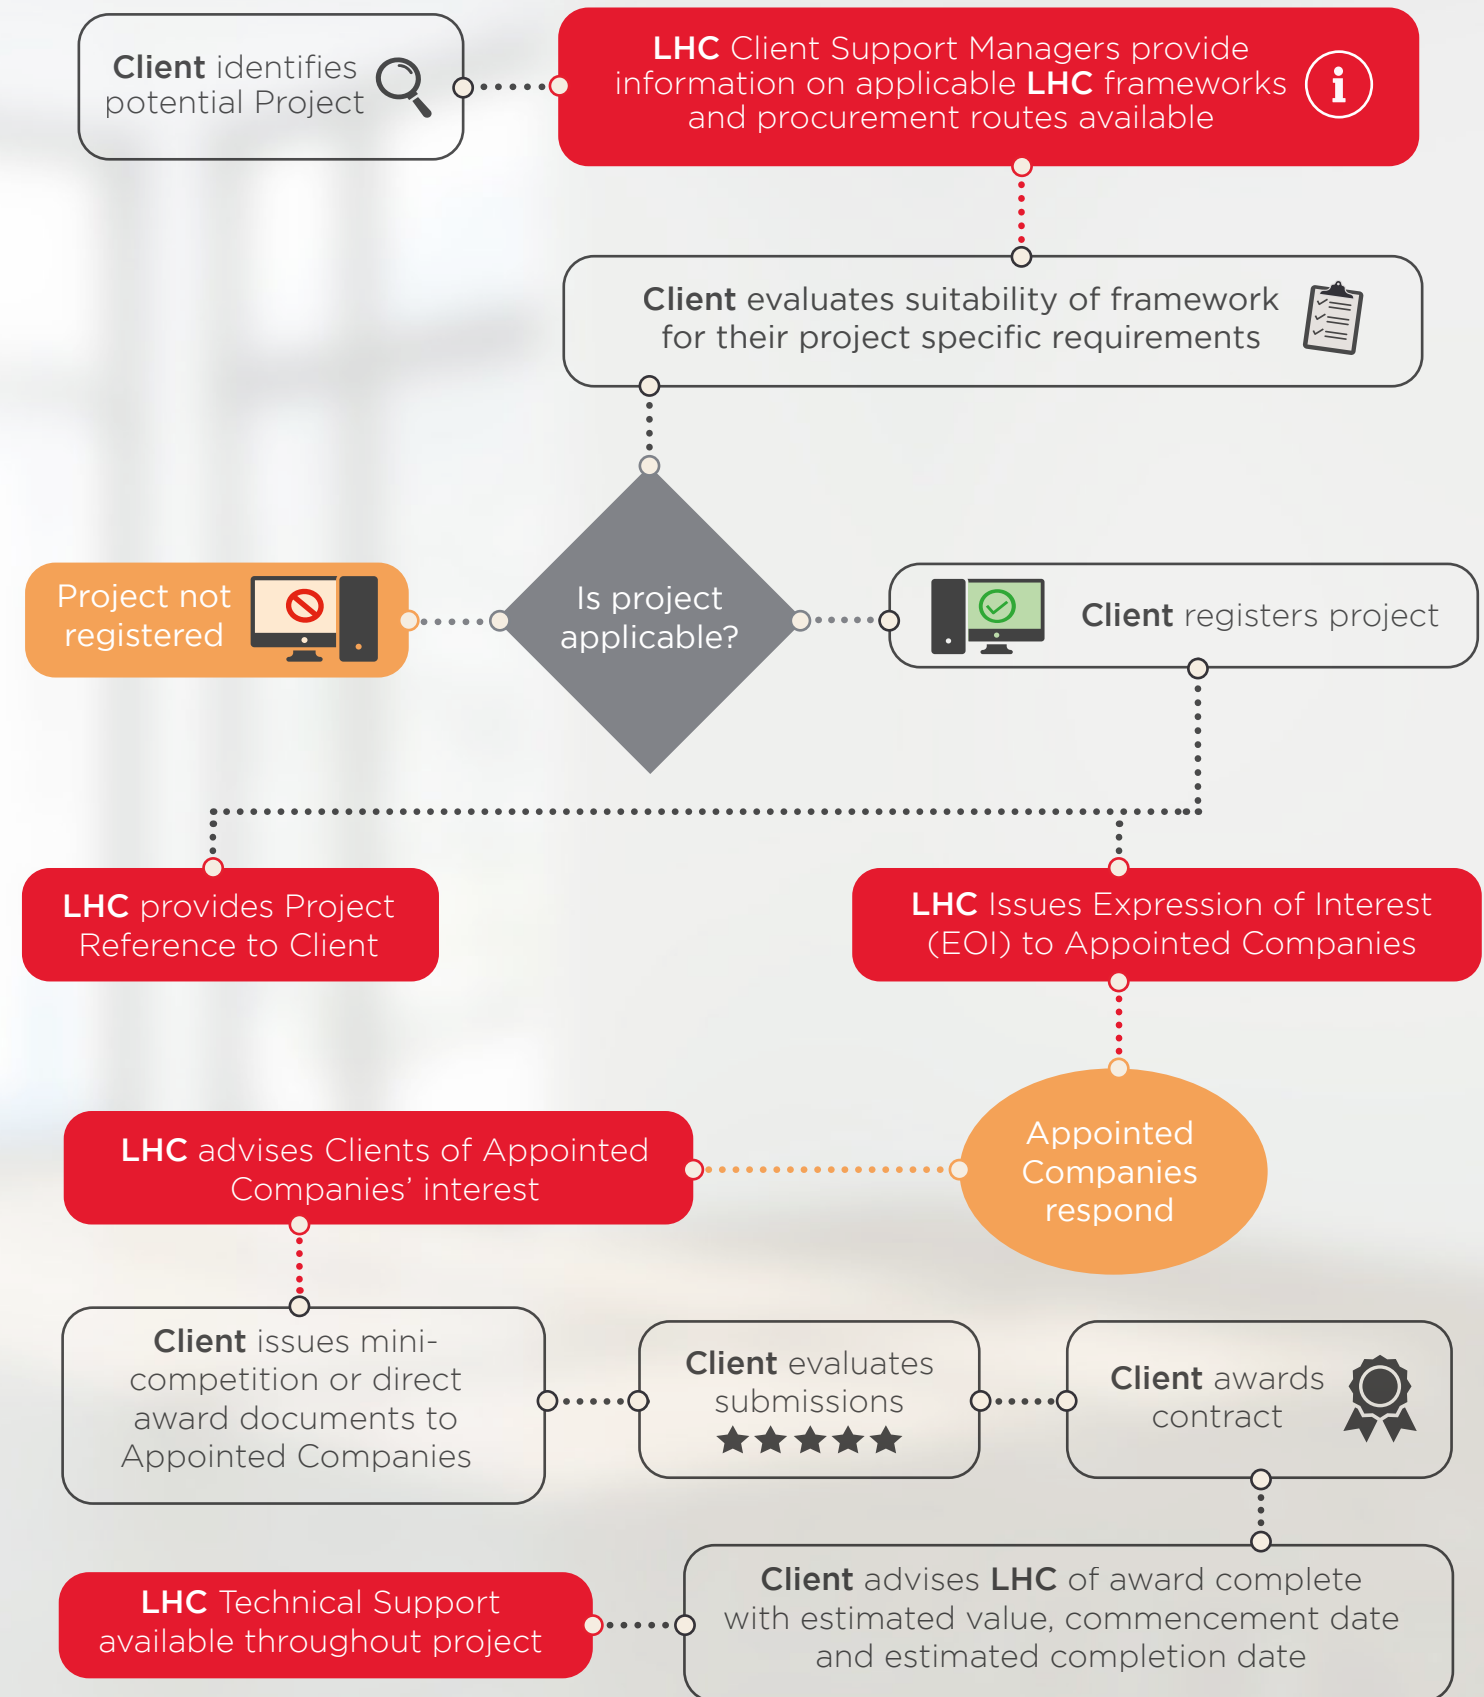 Client identifies
potential Project
LHC Client Support Managers provide
information on applicable LHC frameworks
and procurement routes available
Client evaluates suitability of framework
for their project specific requirements
Is project
applicable?
Project not
registered
Client registers project
LHC provides Project
Reference to Client
LHC Issues Expression of Interest
(EOI) to Appointed Companies
Appointed
Companies
respond
LHC advises Clients of Appointed
Companies’ interest
Client issues mini-
competition or direct
award documents to
Appointed Companies
Client evaluates
submissions
Client awards
contract
Client advises LHC of award complete
with estimated value, commencement date
and estimated completion date
LHC Technical Support
available throughout project